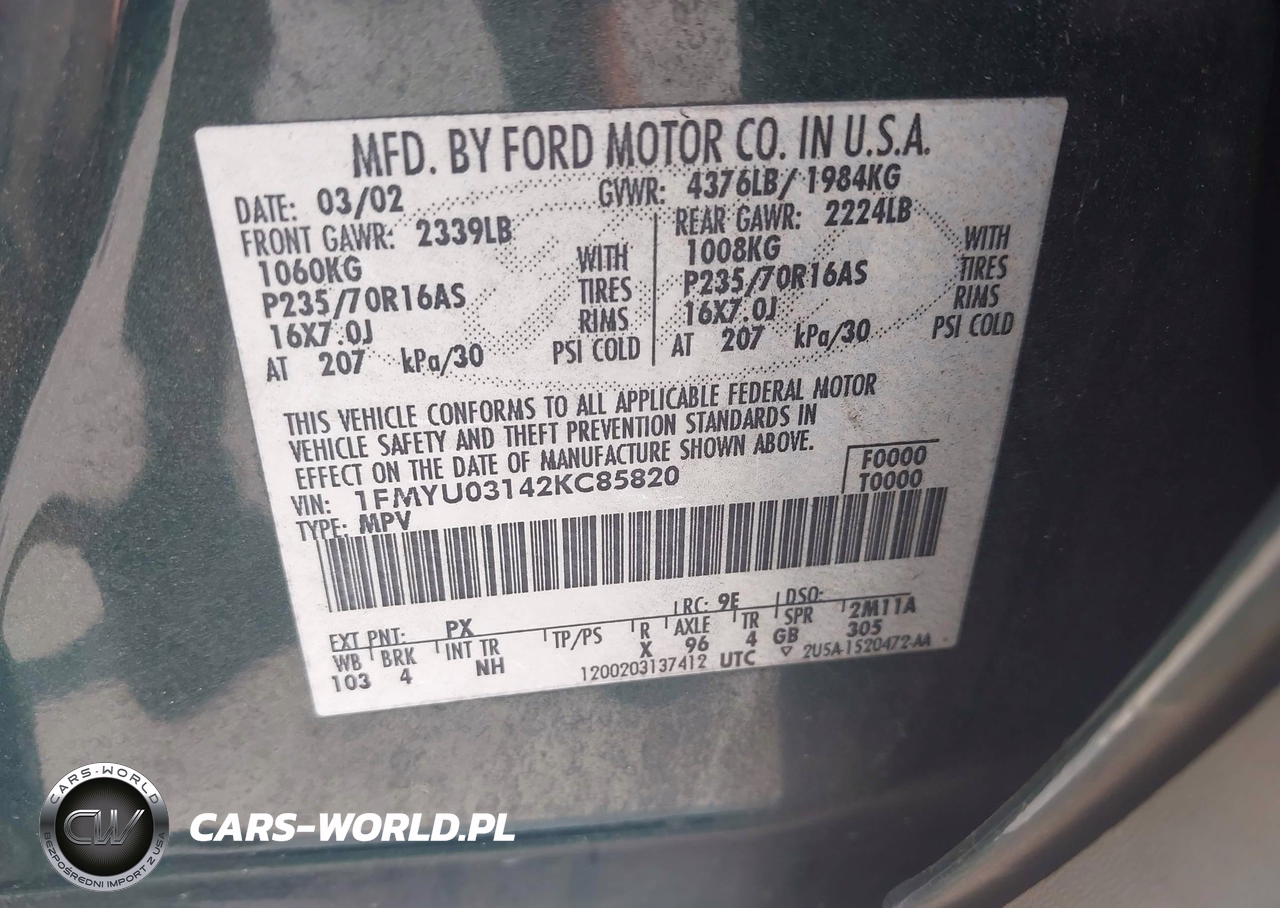 MFD. BY FORD MOTOR CO. IN U.S.A.
DATE: 03/02 GVWR: 4376LB/ 1984KG
FRONT GAWR: 2339LB REAR GAWR: 2224LB
1060KG WITH 1008KG WITH
P235/70R16AS TIRES P235/70R16AS TIRES
16X7.0J RIMS 16X7.0J RIMS
AT 207 kPa/30 PSI COLD AT 207 kPa/30 PSI COLD
THIS VEHICLE CONFORMS TO ALL APPLICABLE FEDERAL MOTOR
VEHICLE SAFETY AND THEFT PREVENTION STANDARDS IN
EFFECT ON THE DATE OF MANUFACTURE SHOWN ABOVE.
VIN: 1FMYU03142KC85820 F0000
TYPE: MPV T0000
EXT PNT: PX RC: 9E DSO:
WB BRK INT TR TP/PS R AXLE TR SPR 2M11A
103 4 NH X 96 4 GB 305
1200203137412 UTC ▽ 2U5A-1520472-AA
CARS-WORLD
CW
BEZPOŚREDNI IMPORT Z USA
CARS-WORLD.PL